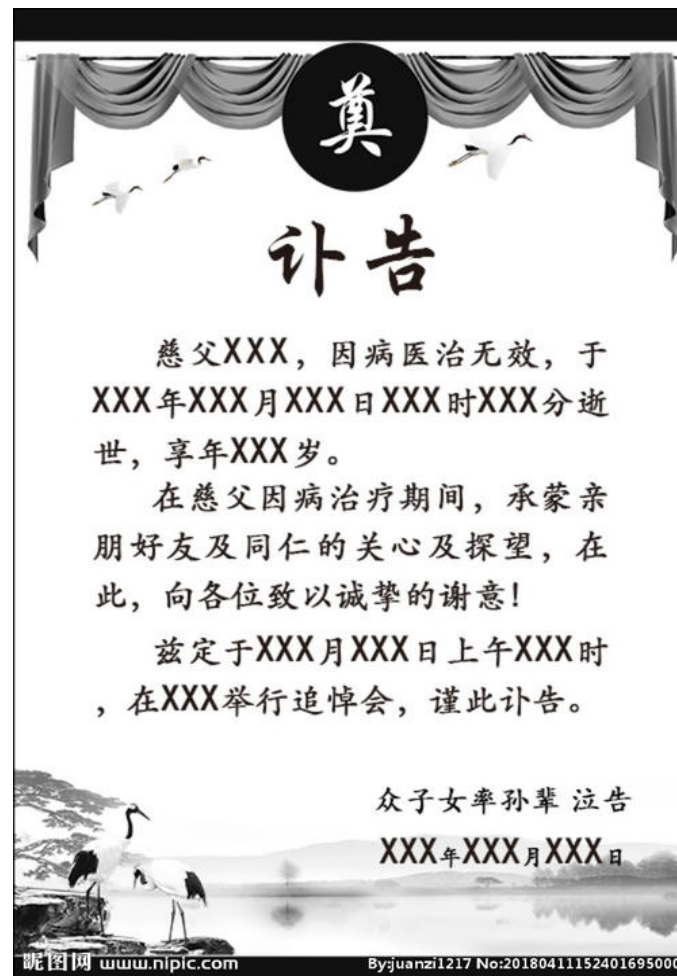 奠
讣告
慈父XXX，因病医治无效，于
XXX年XXX月XXX日XXX时XXX分逝
世，享年XXX岁。
在慈父因病治疗期间，承蒙亲
朋好友及同仁的关心及探望，在
此，向各位致以诚挚的谢意！
兹定于XXX月XXX日上午XXX时
，在XXX举行追悼会，谨此讣告。
众子女率孙辈 泣告
XXX年XXX月XXX日
昵图网 www.nipic.com
By:juanzi1217 No:20180411152401695000